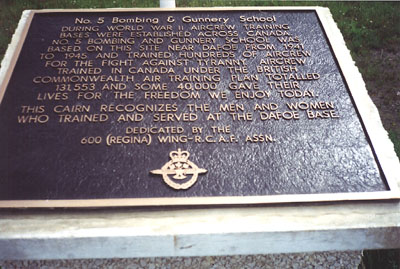 No. 5 Bombing & Gunnery School
DURING WORLD WAR II AIRCREW TRAINING
BASES WERE ESTABLISHED ACROSS CANADA.
NO. 5 BOMBING AND GUNNERY SCHOOL WAS
BASED ON THIS SITE NEAR DAFOE FROM 1941
TO 1945 AND TRAINED HUNDREDS OF AIRCREW
FOR THE FIGHT AGAINST TYRANNY. AIRCREW
TRAINED IN CANADA UNDER THE BRITISH
COMMONWEALTH AIR TRAINING PLAN TOTALLED
131,553 AND SOME 40,000 GAVE THEIR
LIVES FOR THE FREEDOM WE ENJOY TODAY.
THIS CAIRN RECOGNIZES THE MEN AND WOMEN
WHO TRAINED AND SERVED AT THE DAFOE BASE.
DEDICATED BY THE
600 (REGINA) WING-R.C.A.F. ASSN.